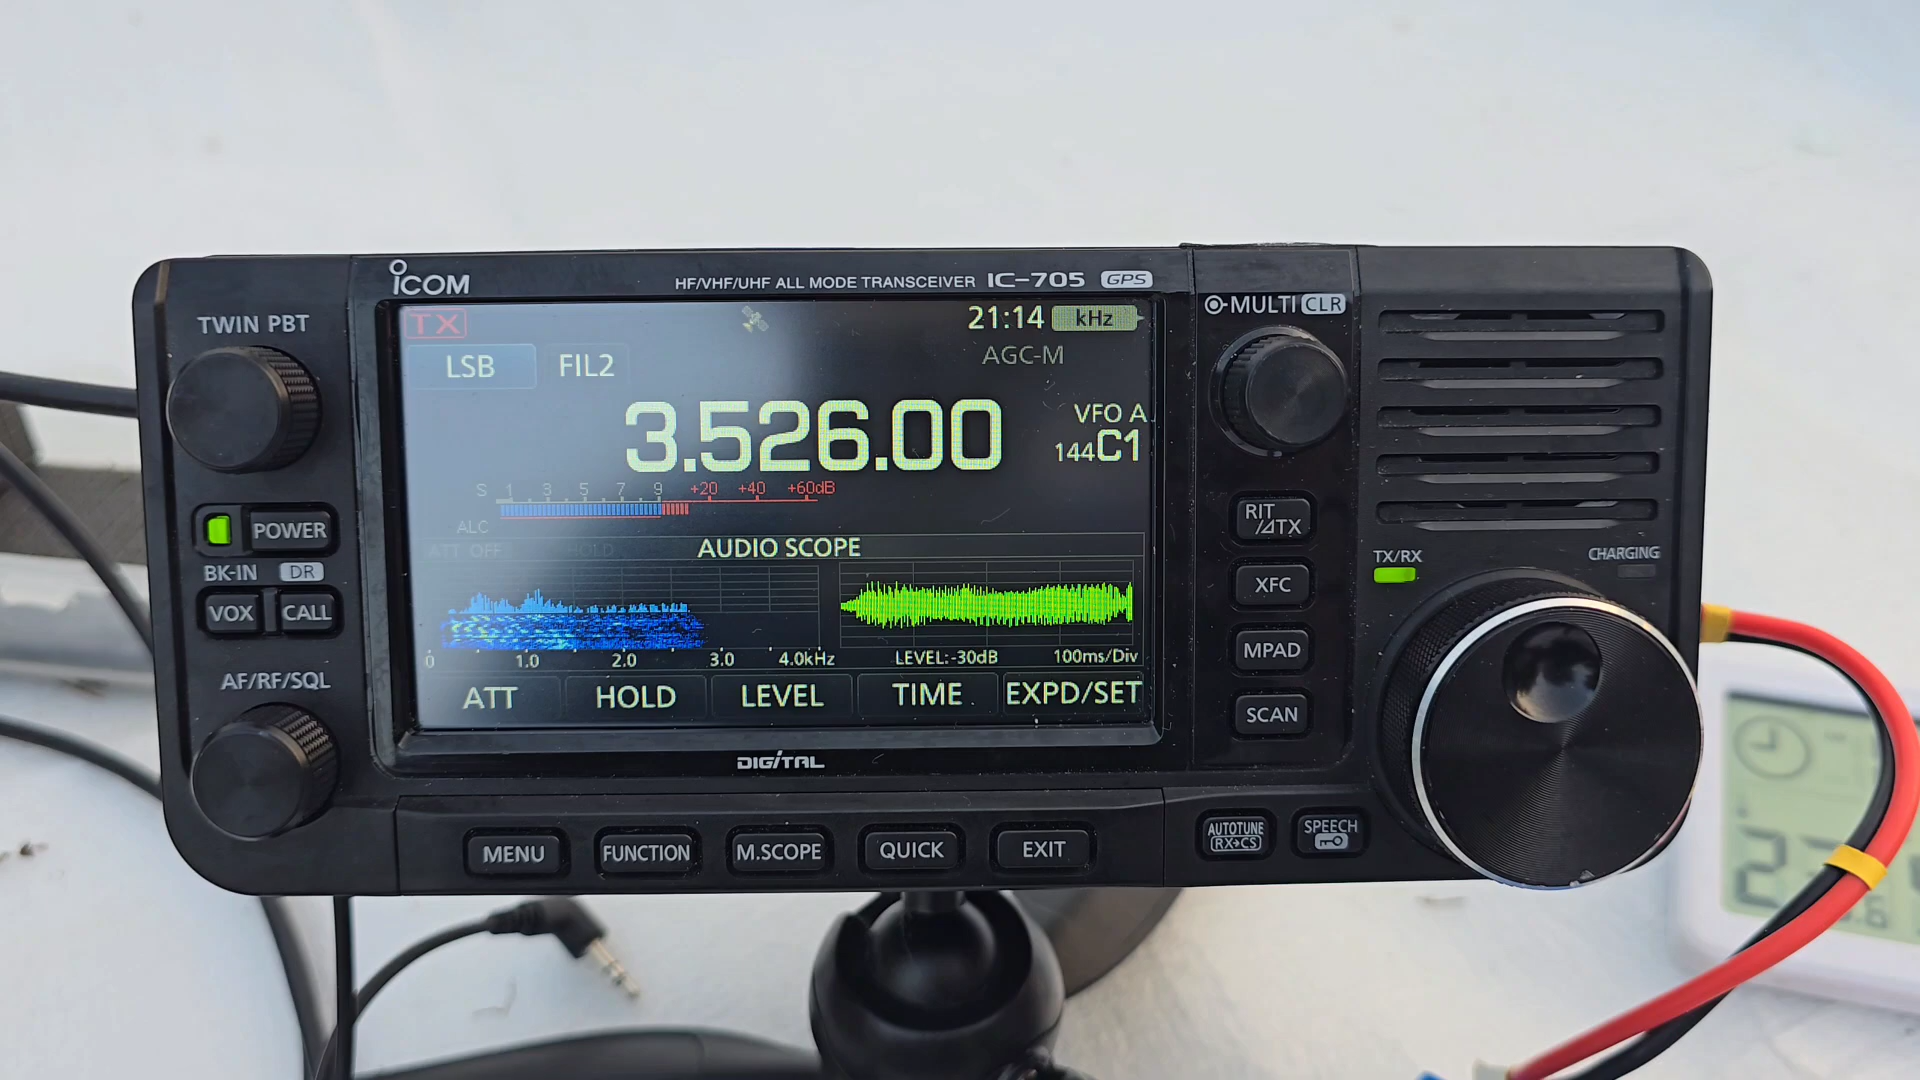 ICOM
HF/VHF/UHF ALL MODE TRANSCEIVER IC-705 GPS
TWIN PBT
TX
21:14 kHz
MULTI CLR
LSB FIL2
AGC-M
3.526.00
VFO A
144C1
S 1 3 5 7 9 +20 +40 +60dB
ALC
ATT OFF HOLD
AUDIO SCOPE
0 1.0 2.0 3.0 4.0kHz
LEVEL:-30dB 100ms/Div
ATT HOLD LEVEL TIME EXPD/SET
POWER
BK-IN DR
VOX CALL
AF/RF/SQL
RIT/ΔTX
XFC
MPAD
SCAN
TX/RX
CHARGING
DIGITAL
MENU FUNCTION M.SCOPE QUICK EXIT
AUTOTUNE
RX→CS
SPEECH